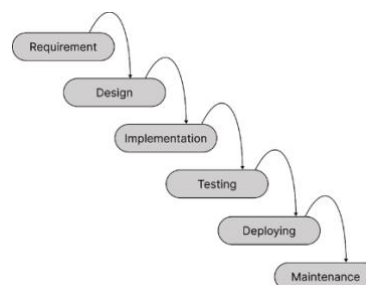 Requirement
Design
Implementation
Testing
Deploying
Maintenance